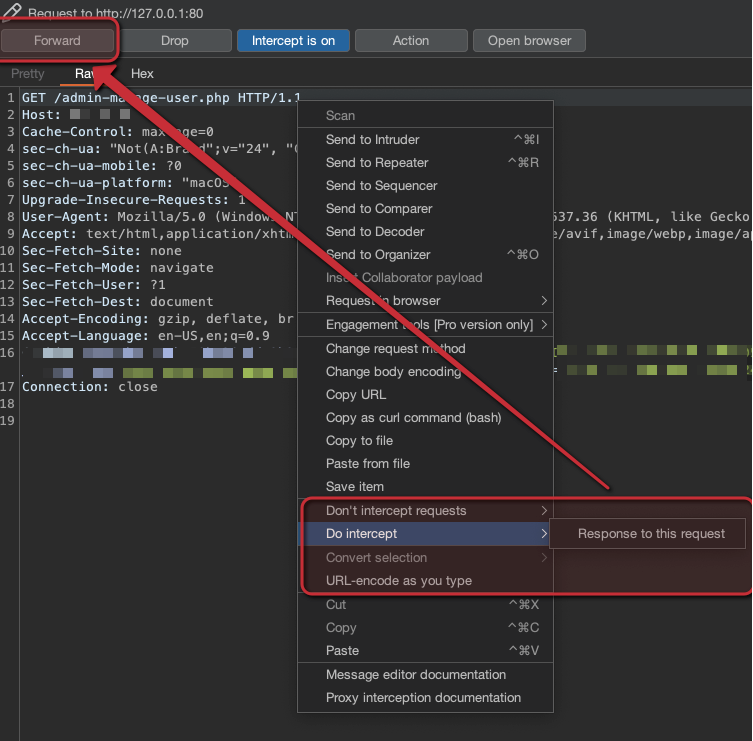 Request to http://127.0.0.1:80
Forward Drop Intercept is on Action Open browser
Pretty Raw Hex
1 GET /admin-manage-user.php HTTP/1.1
2 Host:
3 Cache-Control: max-age=0
4 sec-ch-ua: "Not(A:Brand";v="24", "C
5 sec-ch-ua-mobile: ?0
6 sec-ch-ua-platform: "macOS
7 Upgrade-Insecure-Requests: 1
8 User-Agent: Mozilla/5.0 (Windows NT 537.36 (KHTML, like Gecko
9 Accept: text/html,application/xhtm e/avif,image/webp,image/ap
10 Sec-Fetch-Site: none
11 Sec-Fetch-Mode: navigate
12 Sec-Fetch-User: ?1
13 Sec-Fetch-Dest: document
14 Accept-Encoding: gzip, deflate, br
15 Accept-Language: en-US,en;q=0.9
16
17 Connection: close
18
19
Scan
Send to Intruder ^⌘I
Send to Repeater ^⌘R
Send to Sequencer
Send to Comparer
Send to Decoder
Send to Organizer ^⌘O
Insert Collaborator payload
Request in browser >
Engagement tools [Pro version only] >
Change request method
Change body encoding
Copy URL
Copy as curl command (bash)
Copy to file
Paste from file
Save item
Don't intercept requests >
Do intercept >
Response to this request
Convert selection >
URL-encode as you type
Cut ^⌘X
Copy ^⌘C
Paste ^⌘V
Message editor documentation
Proxy interception documentation